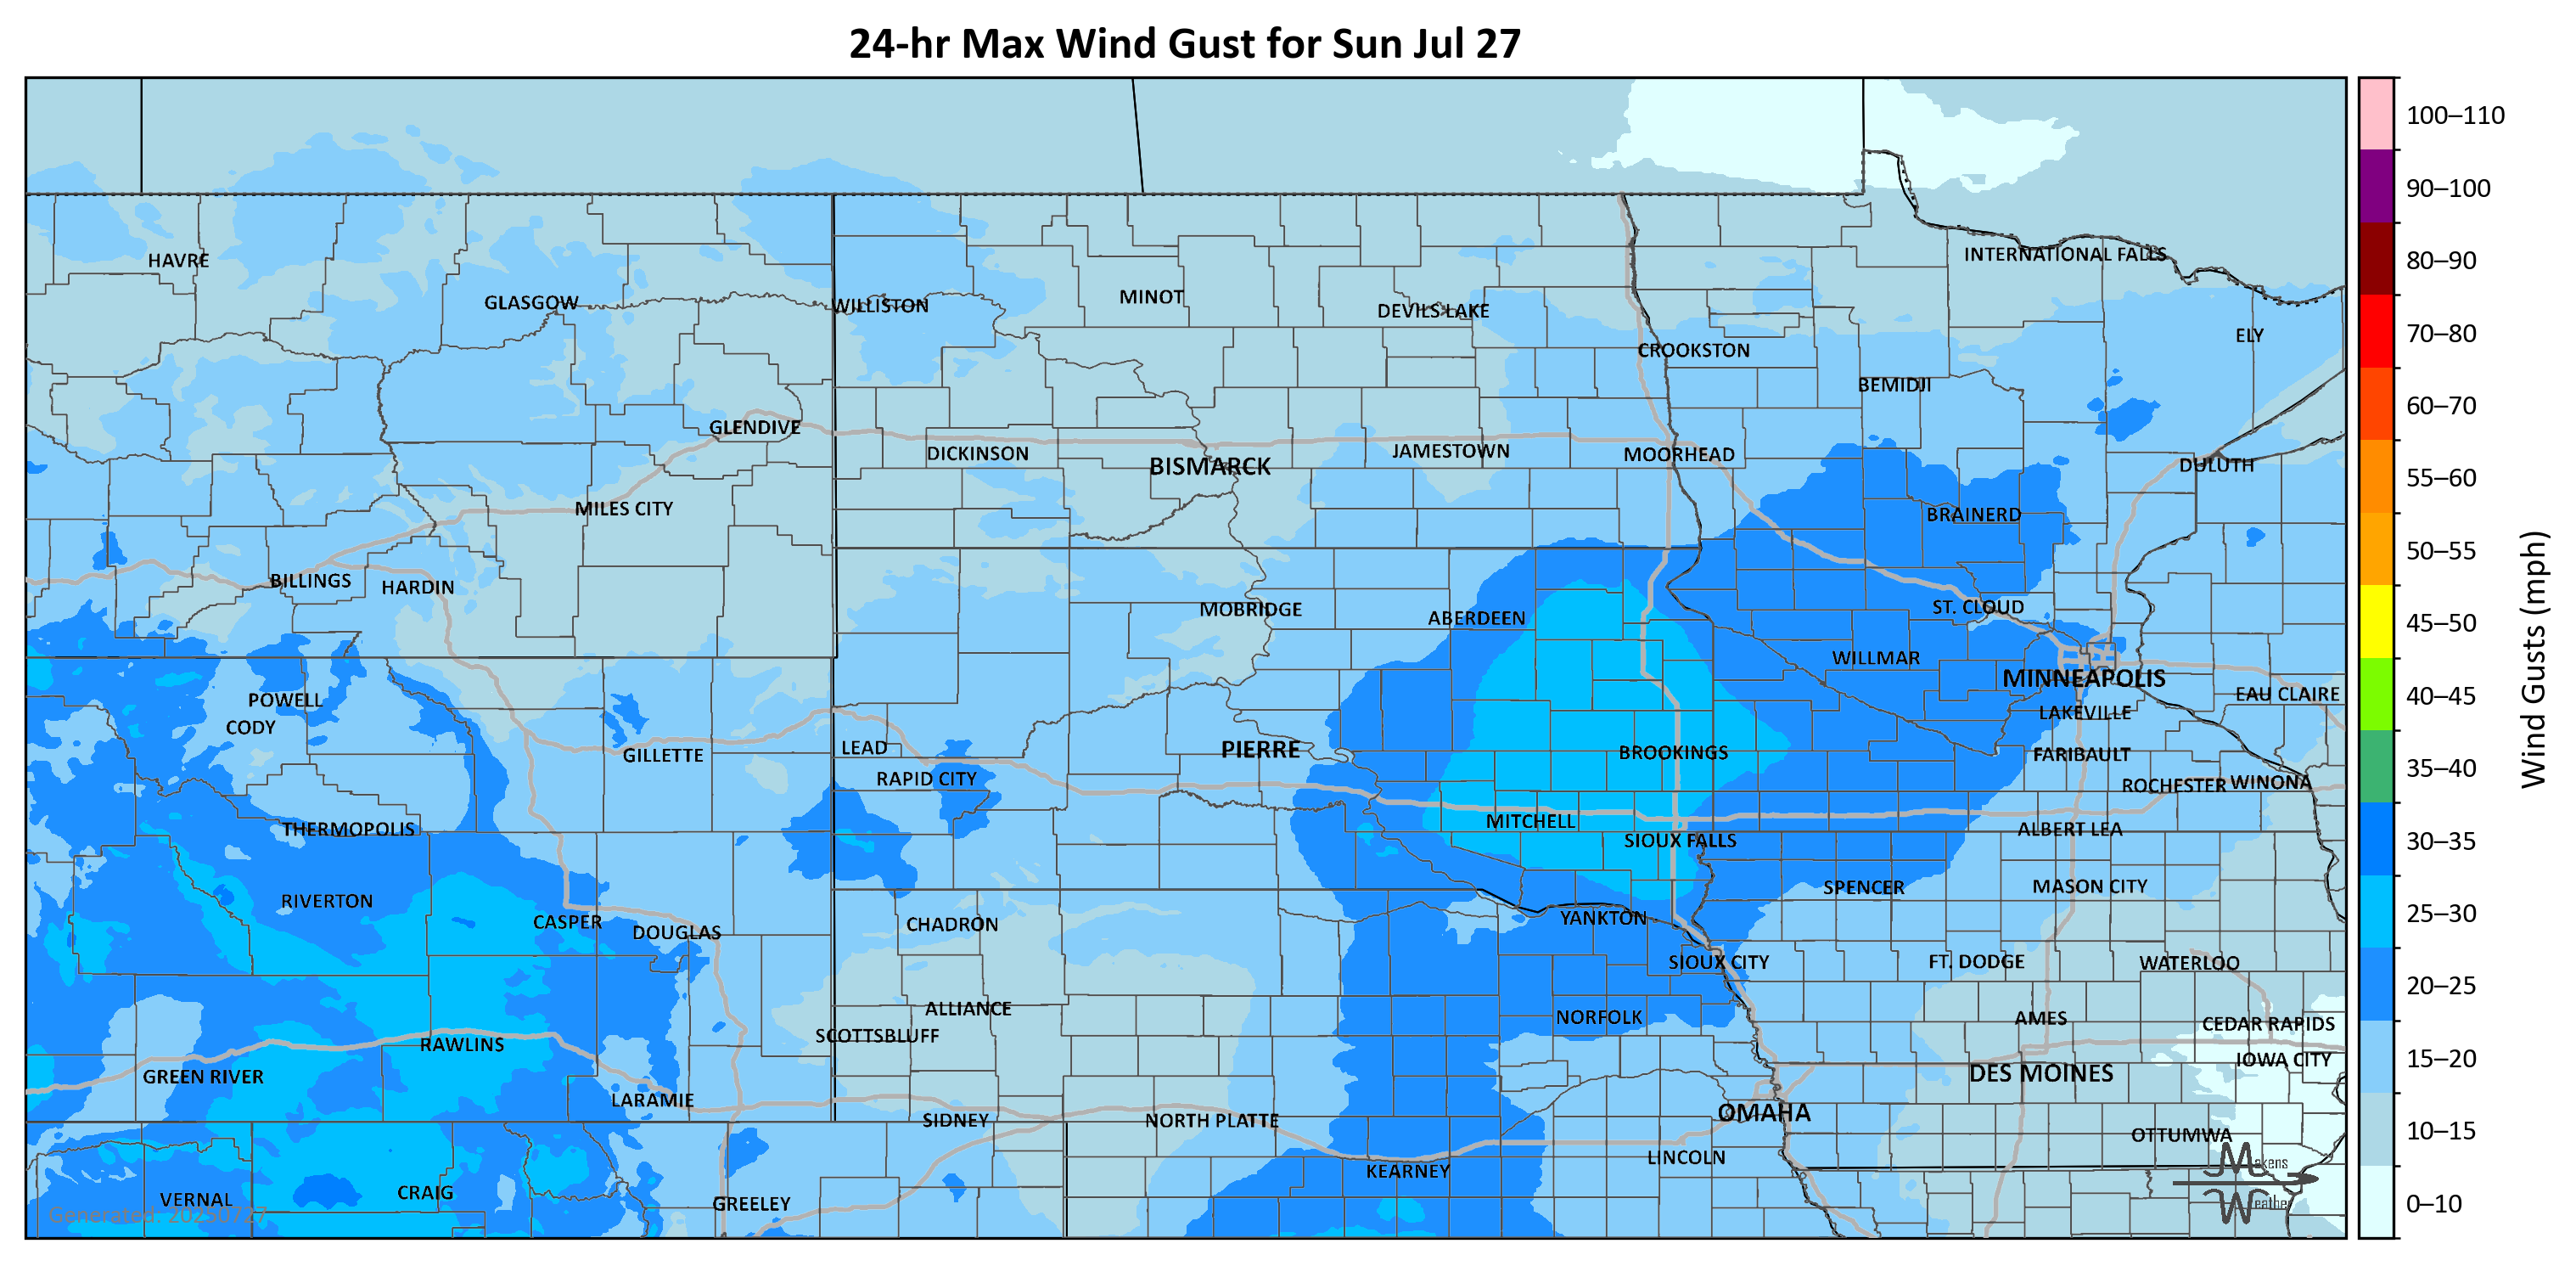 24-hr Max Wind Gust for Sun Jul 27
100–110
90–100
80–90
70–80
60–70
55–60
50–55
45–50
40–45
35–40
30–35
25–30
20–25
15–20
10–15
0–10
Wind Gusts (mph)
HAVRE
INTERNATIONAL FALLS
GLASGOW
WILLISTON
MINOT
DEVILS LAKE
ELY
CROOKSTON
BEMIDJI
GLENDIVE
DICKINSON
BISMARCK
JAMESTOWN
MOORHEAD
DULUTH
MILES CITY
BRAINERD
BILLINGS
HARDIN
MOBRIDGE
ABERDEEN
ST. CLOUD
WILLMAR
MINNEAPOLIS
POWELL
EAU CLAIRE
CODY
LAKEVILLE
GILLETTE
LEAD
PIERRE
BROOKINGS
FARIBAULT
RAPID CITY
ROCHESTER
WINONA
THERMOPOLIS
MITCHELL
SIOUX FALLS
ALBERT LEA
RIVERTON
SPENCER
MASON CITY
CASPER
DOUGLAS
CHADRON
YANKTON
SIOUX CITY
FT. DODGE
WATERLOO
ALLIANCE
NORFOLK
AMES
CEDAR RAPIDS
RAWLINS
SCOTTSBLUFF
IOWA CITY
GREEN RIVER
DES MOINES
LARAMIE
SIDNEY
NORTH PLATTE
OMAHA
OTTUMWA
KEARNEY
LINCOLN
VERNAL
CRAIG
GREELEY
Generated: 20250727
Makens
Weather